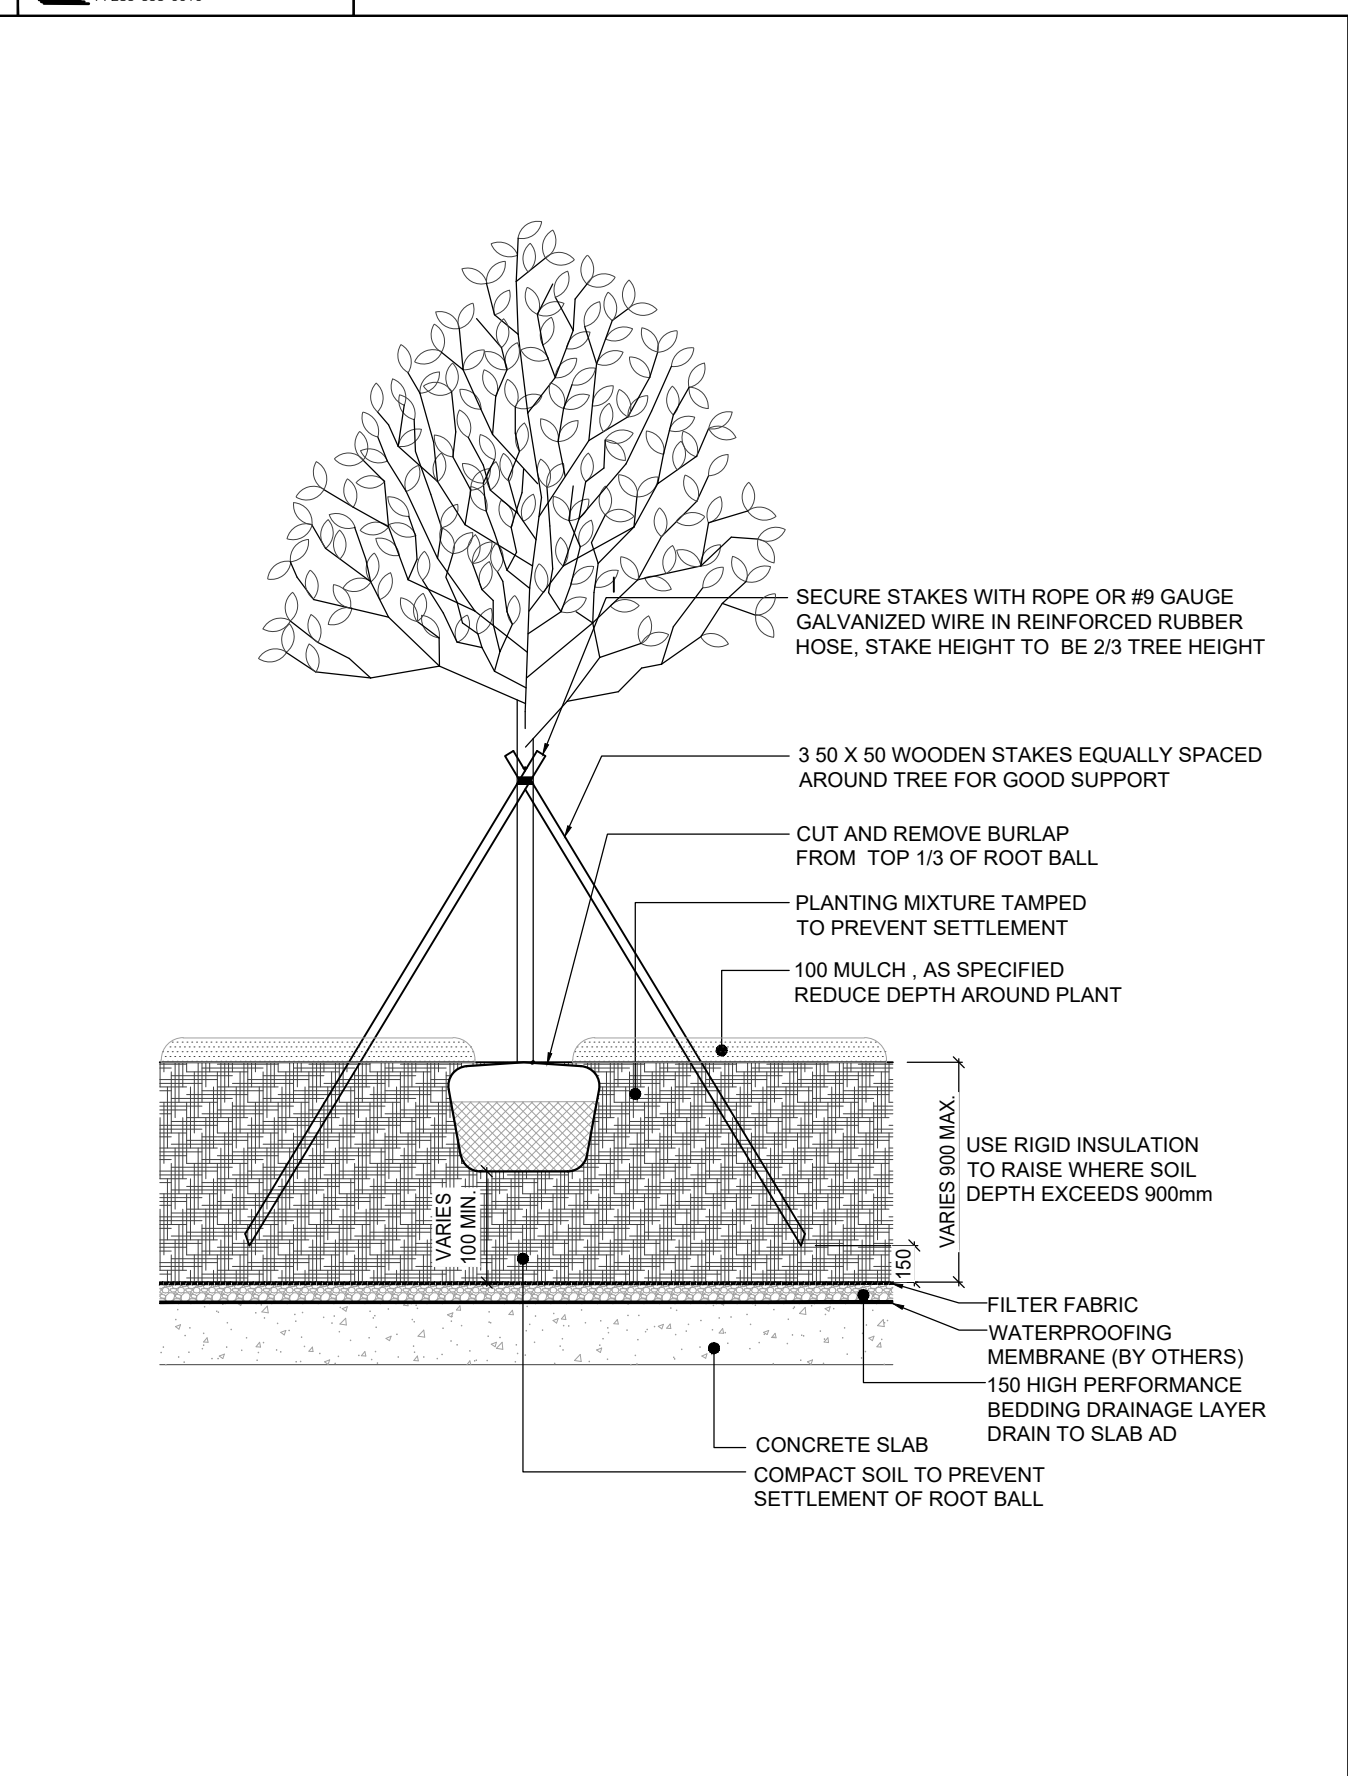 SECURE STAKES WITH ROPE OR #9 GAUGE
GALVANIZED WIRE IN REINFORCED RUBBER
HOSE, STAKE HEIGHT TO BE 2/3 TREE HEIGHT
3 50 X 50 WOODEN STAKES EQUALLY SPACED
AROUND TREE FOR GOOD SUPPORT
CUT AND REMOVE BURLAP
FROM TOP 1/3 OF ROOT BALL
PLANTING MIXTURE TAMPED
TO PREVENT SETTLEMENT
100 MULCH , AS SPECIFIED
REDUCE DEPTH AROUND PLANT
VARIES 900 MAX.
USE RIGID INSULATION
TO RAISE WHERE SOIL
DEPTH EXCEEDS 900mm
VARIES
100 MIN.
150
FILTER FABRIC
WATERPROOFING
MEMBRANE (BY OTHERS)
150 HIGH PERFORMANCE
BEDDING DRAINAGE LAYER
DRAIN TO SLAB AD
CONCRETE SLAB
COMPACT SOIL TO PREVENT
SETTLEMENT OF ROOT BALL